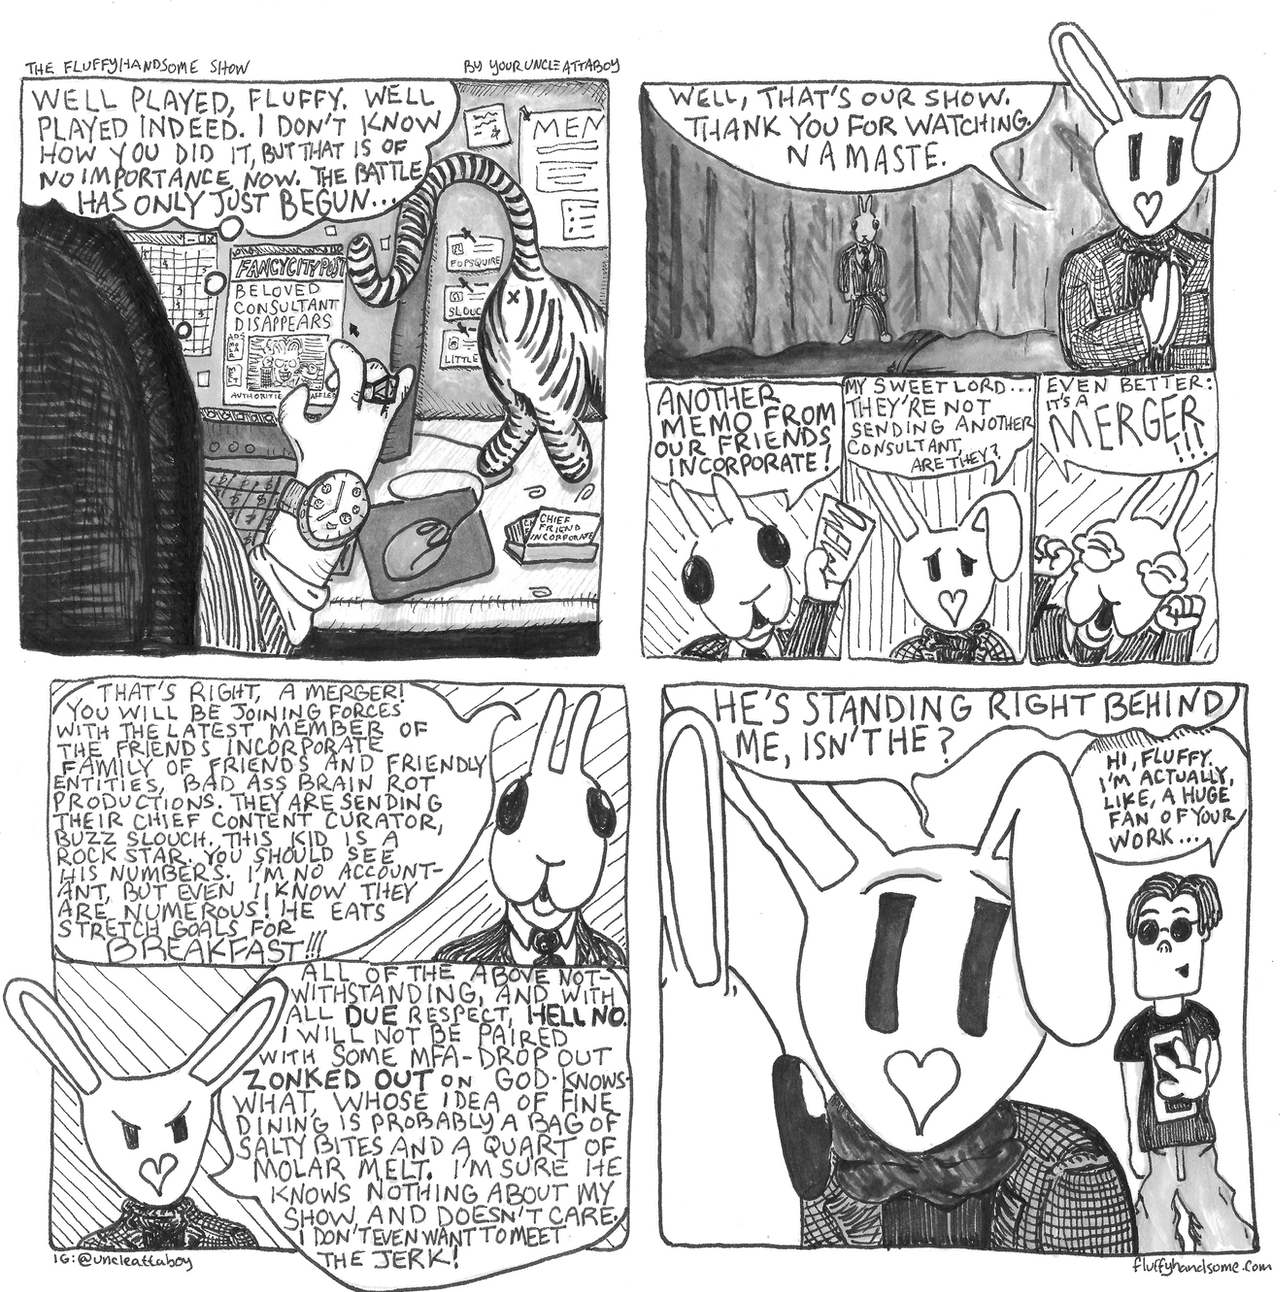 THE FLUFFYHANDSOME SHOW
BY YOURUNCLEATTABOY
WELL PLAYED, FLUFFY. WELL
PLAYED INDEED. I DON'T KNOW
HOW YOU DID IT, BUT THAT IS OF
NO IMPORTANCE NOW. THE BATTLE
HAS ONLY JUST BEGUN...
MEN
FANCYCITYPOST
BELOVED
CONSULTANT
DISAPPEARS
ADS
FOPSQUIRE
SLOUC
LITTLE
CHIEF
FRIEND
INCORPORATE
WELL, THAT'S OUR SHOW.
THANK YOU FOR WATCHING.
NAMASTE.
ANOTHER
MEMO FROM
OUR FRIENDS
INCORPORATE!
MEMO
MY SWEET LORD...
THEY'RE NOT
SENDING ANOTHER
CONSULTANT,
ARE THEY?
EVEN BETTER:
IT'S A
MERGER
!!!
THAT'S RIGHT, A MERGER!
YOU WILL BE JOINING FORCES
WITH THE LATEST MEMBER OF
THE FRIENDS INCORPORATE
FAMILY OF FRIENDS AND FRIENDLY
ENTITIES, BAD ASS BRAIN ROT
PRODUCTIONS. THEY ARE SENDING
THEIR CHIEF CONTENT CURATOR,
BUZZ SLOUCH. THIS KID IS A
ROCK STAR. YOU SHOULD SEE
HIS NUMBERS. I'M NO ACCOUNT-
ANT, BUT EVEN I KNOW THEY
ARE NUMEROUS! HE EATS
STRETCH GOALS FOR
BREAKFAST!!!
ALL OF THE ABOVE NOT-
WITHSTANDING, AND WITH
ALL DUE RESPECT, HELL NO.
I WILL NOT BE PAIRED
WITH SOME MFA-DROP OUT
ZONKED OUT ON GOD-KNOWS-
WHAT, WHOSE IDEA OF FINE
DINING IS PROBABLY A BAG OF
SALTY BITES AND A QUART OF
MOLAR MELT. I'M SURE HE
KNOWS NOTHING ABOUT MY
SHOW AND DOESN'T CARE.
I DON'T EVEN WANT TO MEET
THE JERK!
IG: @uncleattaboy
HE'S STANDING RIGHT BEHIND
ME, ISN'T HE?
HI, FLUFFY.
I'M ACTUALLY,
LIKE, A HUGE
FAN OF YOUR
WORK...
fluffyhandsome.com